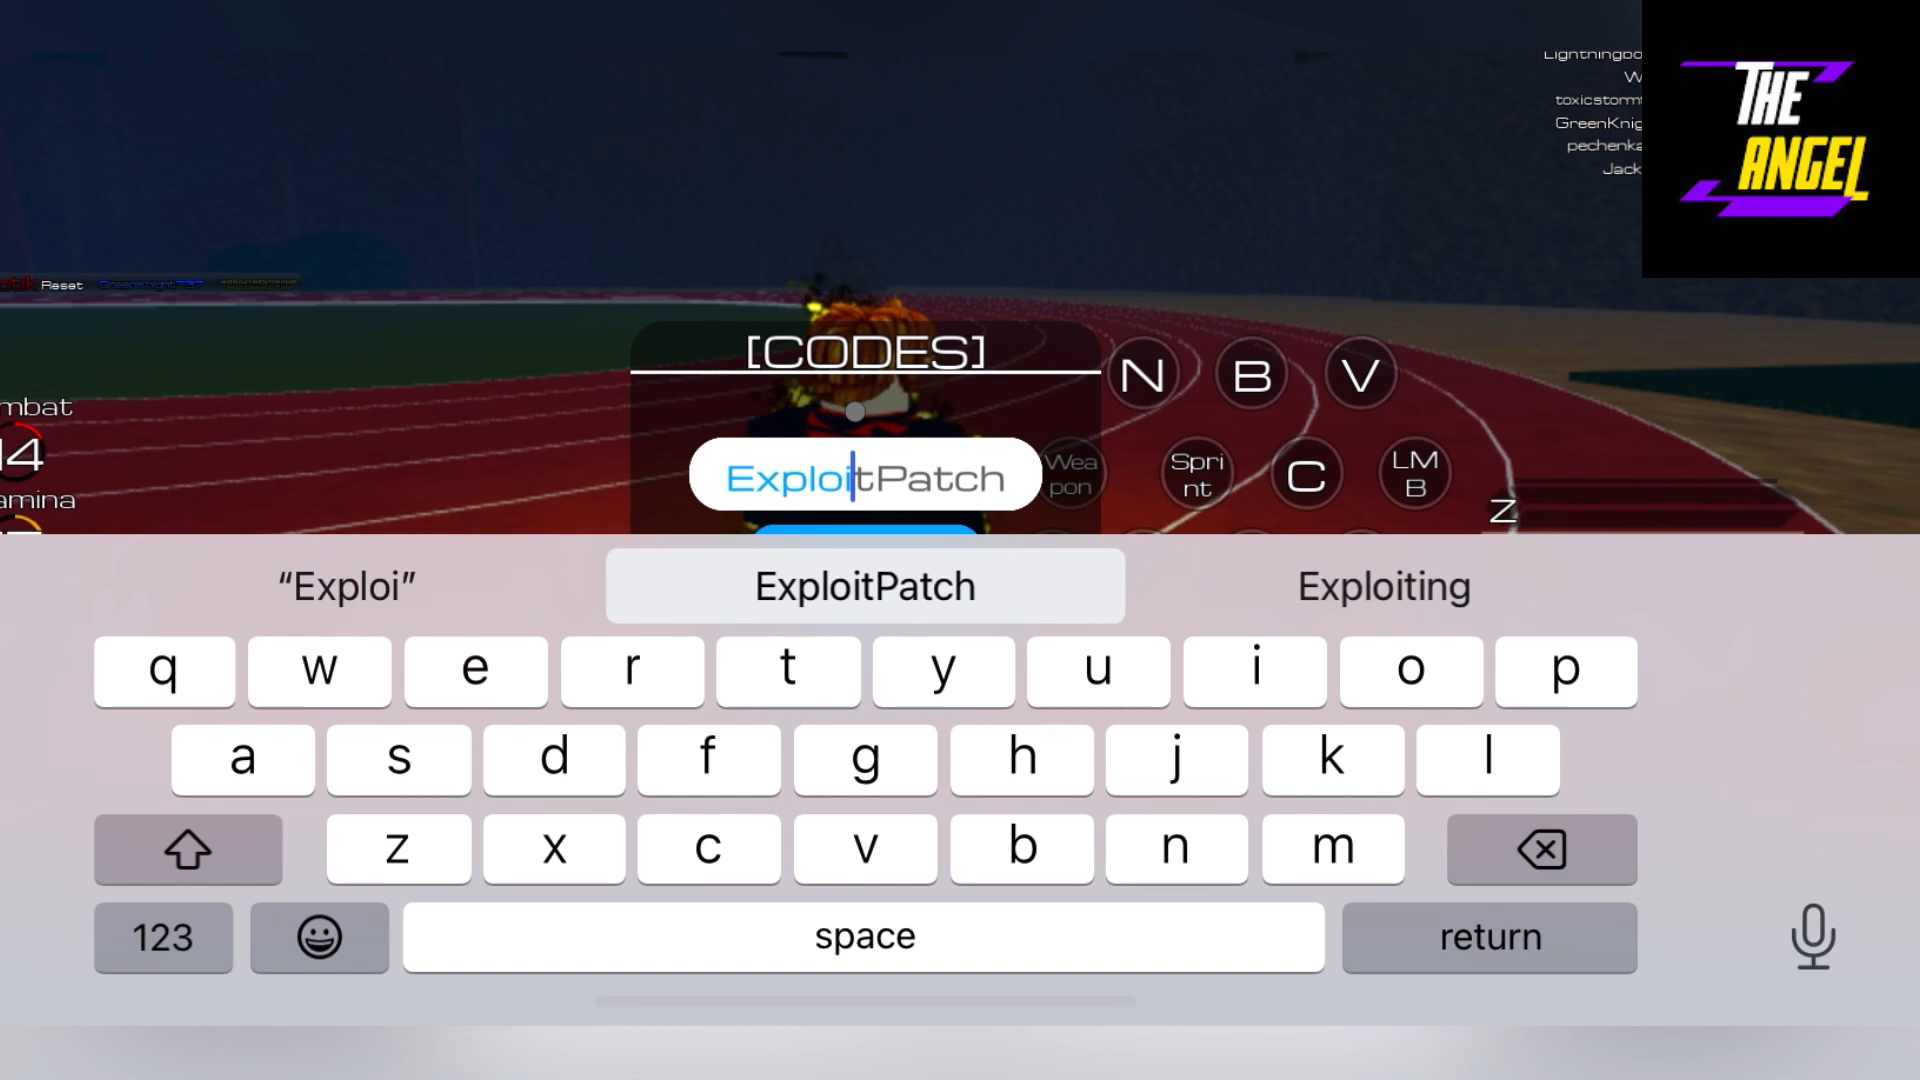 Lightningbo
W
toxicstorm
GreenKnig
pechenka
Jack
THE
ANGEL
Reset
GreenKnight757
[CODES]
N B V
mbat
14
ExploitPatch
Wea
pon
Spri
nt
C
LM
B
amina
Z
“Exploi” ExploitPatch Exploiting
q w e r t y u i o p
a s d f g h j k l
z x c v b n m
123 space return